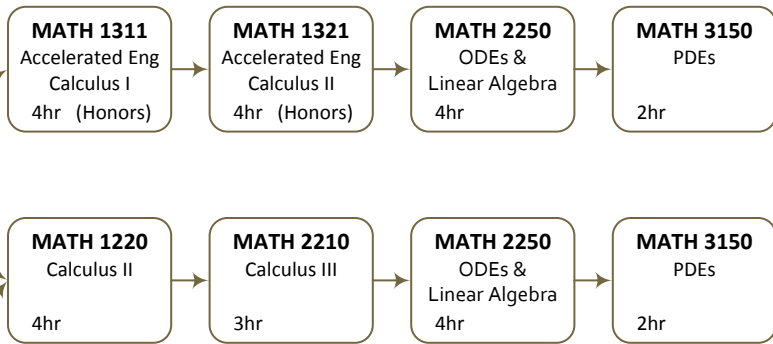 MATH 1311
Accelerated Eng
Calculus I
4hr (Honors)
MATH 1321
Accelerated Eng
Calculus II
4hr (Honors)
MATH 2250
ODEs &
Linear Algebra
4hr
MATH 3150
PDEs
2hr
MATH 1220
Calculus II
4hr
MATH 2210
Calculus III
3hr
MATH 2250
ODEs &
Linear Algebra
4hr
MATH 3150
PDEs
2hr